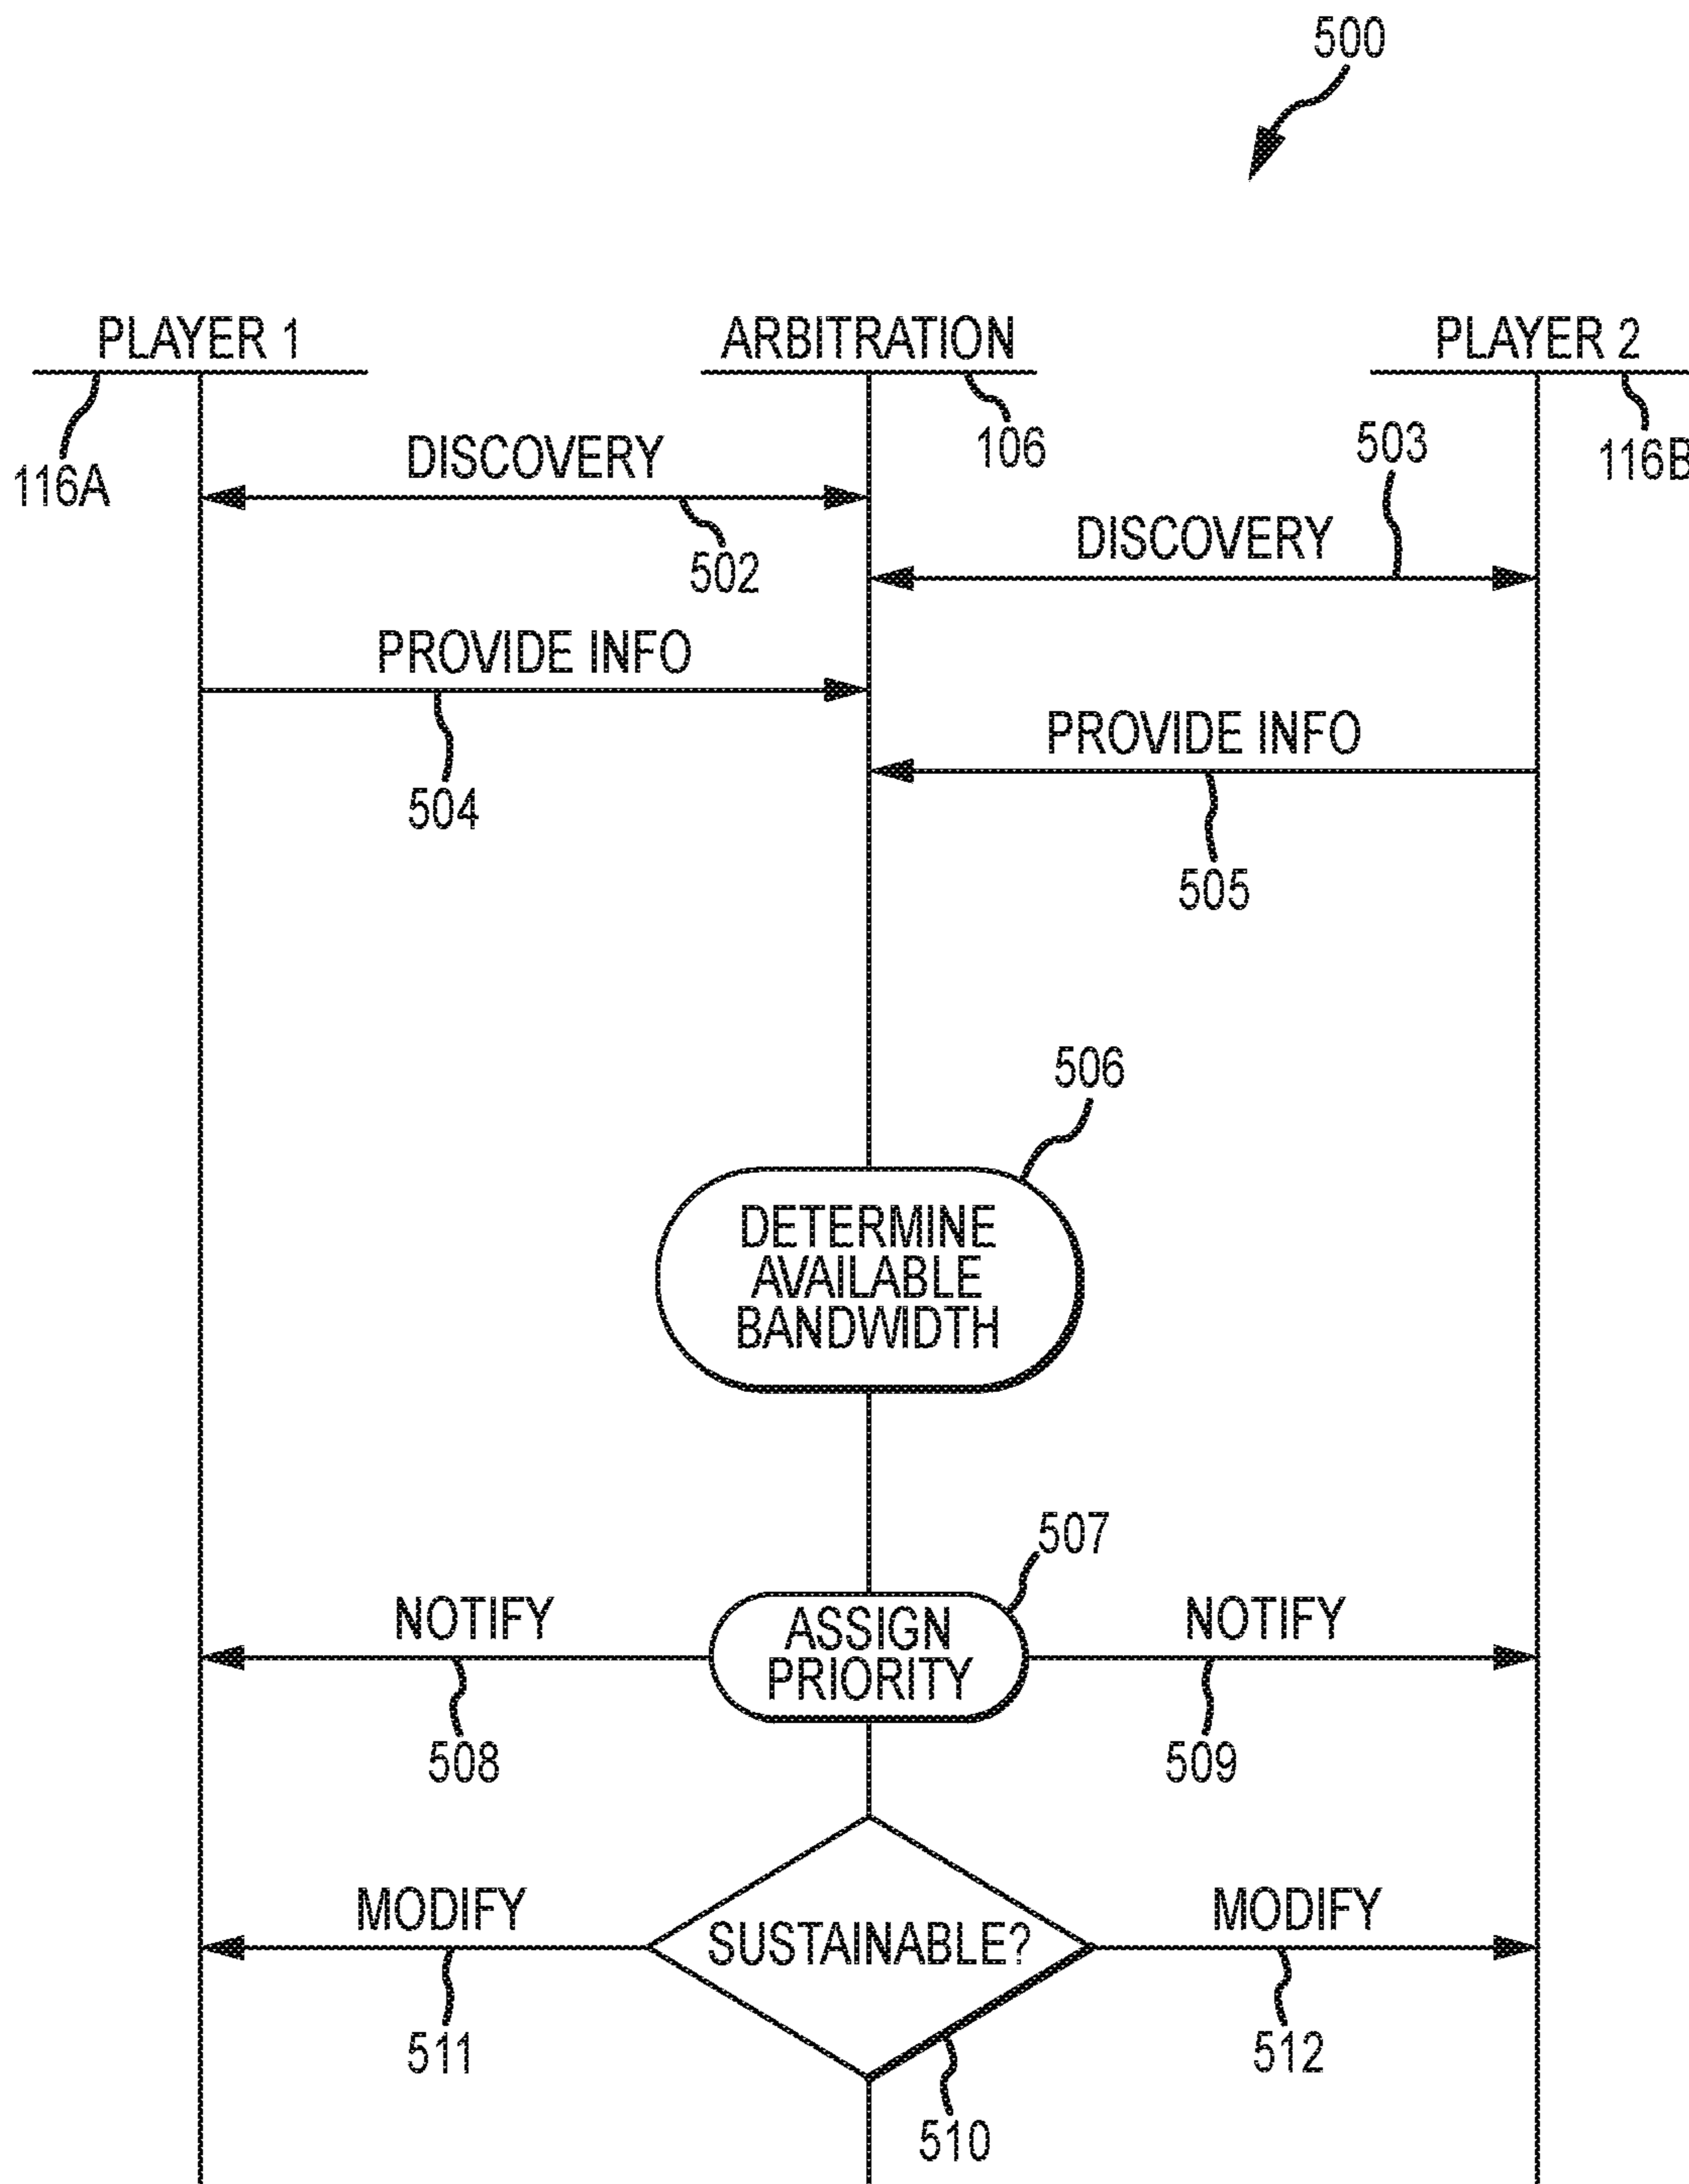 500
PLAYER 1
ARBITRATION
PLAYER 2
116A
106
116B
DISCOVERY
502
503
DISCOVERY
PROVIDE INFO
504
PROVIDE INFO
505
506
DETERMINE
AVAILABLE
BANDWIDTH
507
NOTIFY
ASSIGN
PRIORITY
NOTIFY
508
509
MODIFY
SUSTAINABLE?
MODIFY
511
512
510